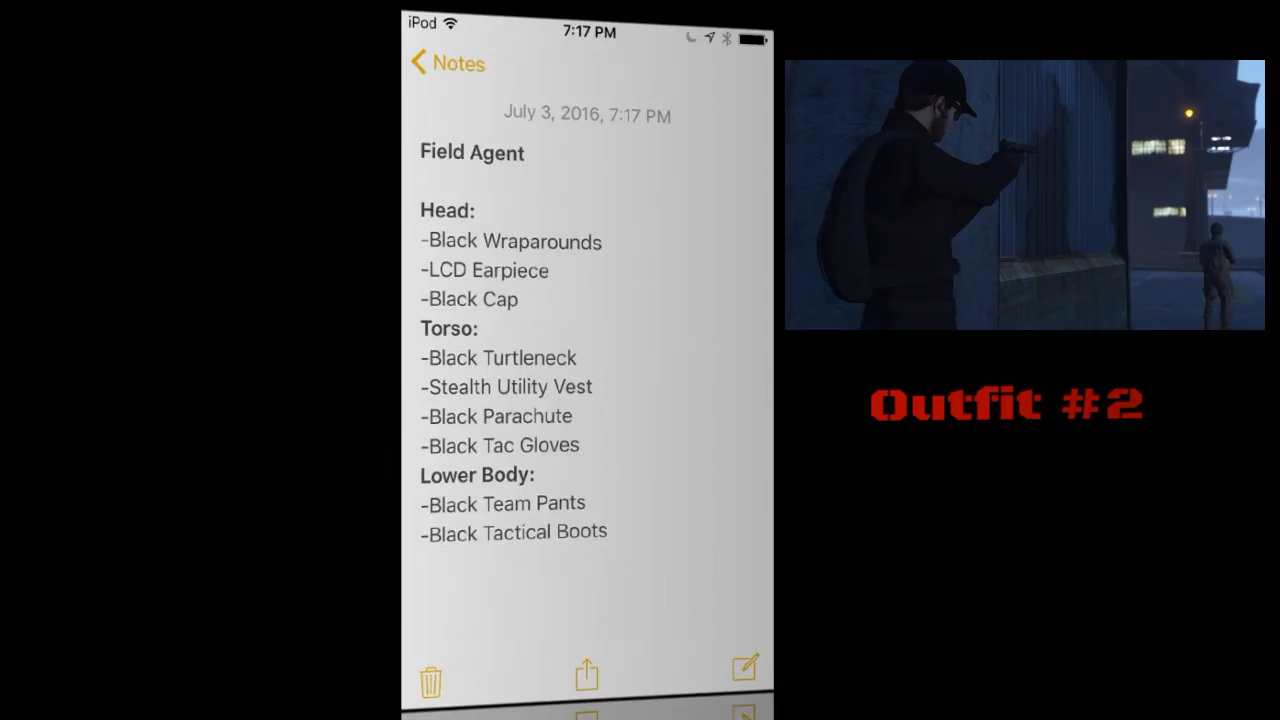 iPod
7:17 PM
Notes
July 3, 2016, 7:17 PM
Field Agent
Head:
-Black Wraparounds
-LCD Earpiece
-Black Cap
Torso:
-Black Turtleneck
-Stealth Utility Vest
-Black Parachute
-Black Tac Gloves
Lower Body:
-Black Team Pants
-Black Tactical Boots
Outfit #2